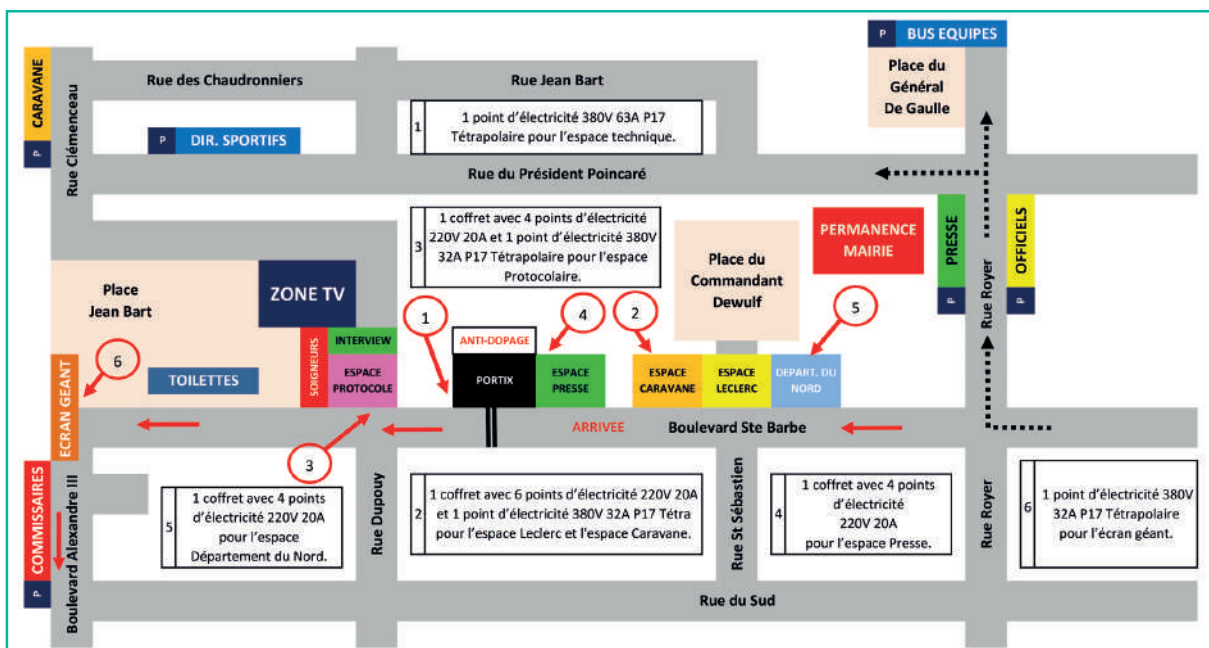 P BUS EQUIPES
CARAVANE
P
Rue Clémenceau
Rue des Chaudronniers
Rue Jean Bart
Place du
Général
De Gaulle
P DIR. SPORTIFS
1
1 point d'électricité 380V 63A P17
Tétrapolaire pour l'espace technique.
Rue du Président Poincaré
3
1 coffret avec 4 points d'électricité
220V 20A et 1 point d'électricité 380V
32A P17 Tétrapolaire pour l'espace
Protocolaire.
Place du
Commandant
Dewulf
PERMANENCE
MAIRIE
PRESSE
P
Rue Royer
OFFICIELS
P
Place
Jean Bart
ZONE TV
6
1
4
2
5
SOIGNEURS
INTERVIEW
ESPACE
PROTOCOLE
ANTI-DOPAGE
PORTIX
ESPACE
PRESSE
ESPACE
CARAVANE
ESPACE
LECLERC
DEPART. DU
NORD
TOILETTES
ECRAN GEANT
ARRIVEE
Boulevard Ste Barbe
3
COMMISSAIRES
P
Boulevard Alexandre III
5
1 coffret avec 4 points
d'électricité 220V 20A
pour l'espace
Département du Nord.
Rue Dupouy
2
1 coffret avec 6 points d'électricité 220V 20A
et 1 point d'électricité 380V 32A P17 Tétra
pour l'espace Leclerc et l'espace Caravane.
Rue St Sébastien
4
1 coffret avec 4 points
d'électricité
220V 20A
pour l'espace Presse.
Rue Royer
6
1 point d'électricité 380V
32A P17 Tétrapolaire
pour l'écran géant.
Rue du Sud